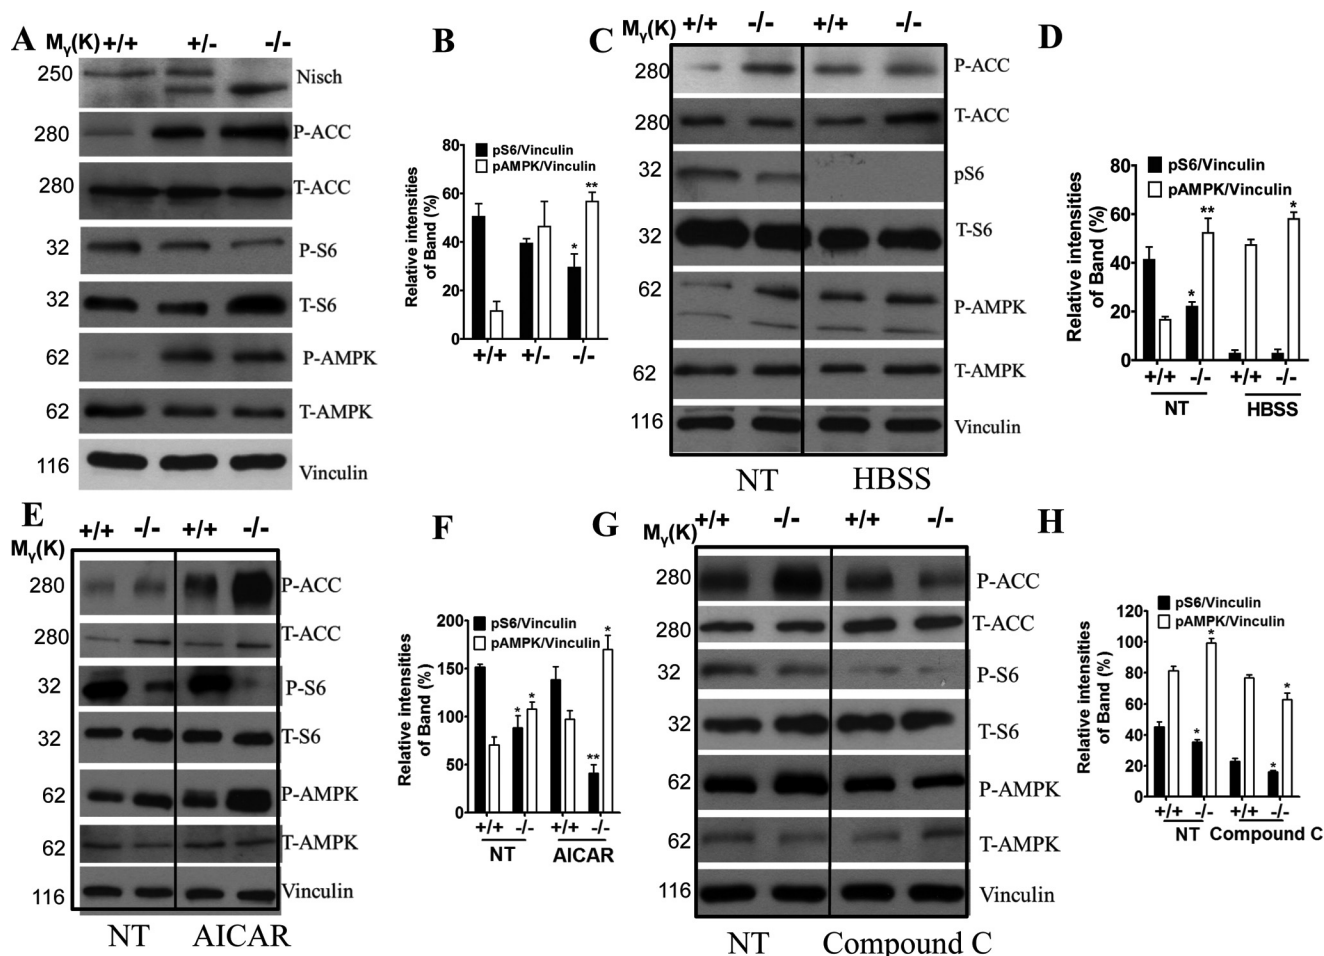 A
Mγ(K) +/+ +/- -/-
250 Nisch
280 P-ACC
280 T-ACC
32 P-S6
32 T-S6
62 P-AMPK
62 T-AMPK
116 Vinculin
B
pS6/Vinculin
pAMPK/Vinculin
Relative intensities
of Band (%)
80
60
40
20
0
* **
+/+ +/- -/-
C
Mγ(K) +/+ -/- +/+ -/-
280 P-ACC
280 T-ACC
32 pS6
32 T-S6
62 P-AMPK
62 T-AMPK
116 Vinculin
NT HBSS
D
pS6/Vinculin
pAMPK/Vinculin
Relative intensities
of Band (%)
80
60
40
20
0
* ** *
+/+ -/- +/+ -/-
NT HBSS
E
+/+ -/- +/+ -/-
Mγ(K)
280 P-ACC
280 T-ACC
32 P-S6
32 T-S6
62 P-AMPK
62 T-AMPK
116 Vinculin
NT AICAR
F
pS6/Vinculin
pAMPK/Vinculin
Relative intensities
of Band (%)
200
150
100
50
0
* * ** *
+/+ -/- +/+ -/-
NT AICAR
G
Mγ(K) +/+ -/- +/+ -/-
280 P-ACC
280 T-ACC
32 P-S6
32 T-S6
62 P-AMPK
62 T-AMPK
116 Vinculin
NT Compound C
H
pS6/Vinculin
pAMPK/Vinculin
Relative intensities
of Band (%)
120
100
80
60
40
20
0
* * * *
+/+ -/- +/+ -/-
NT Compound C